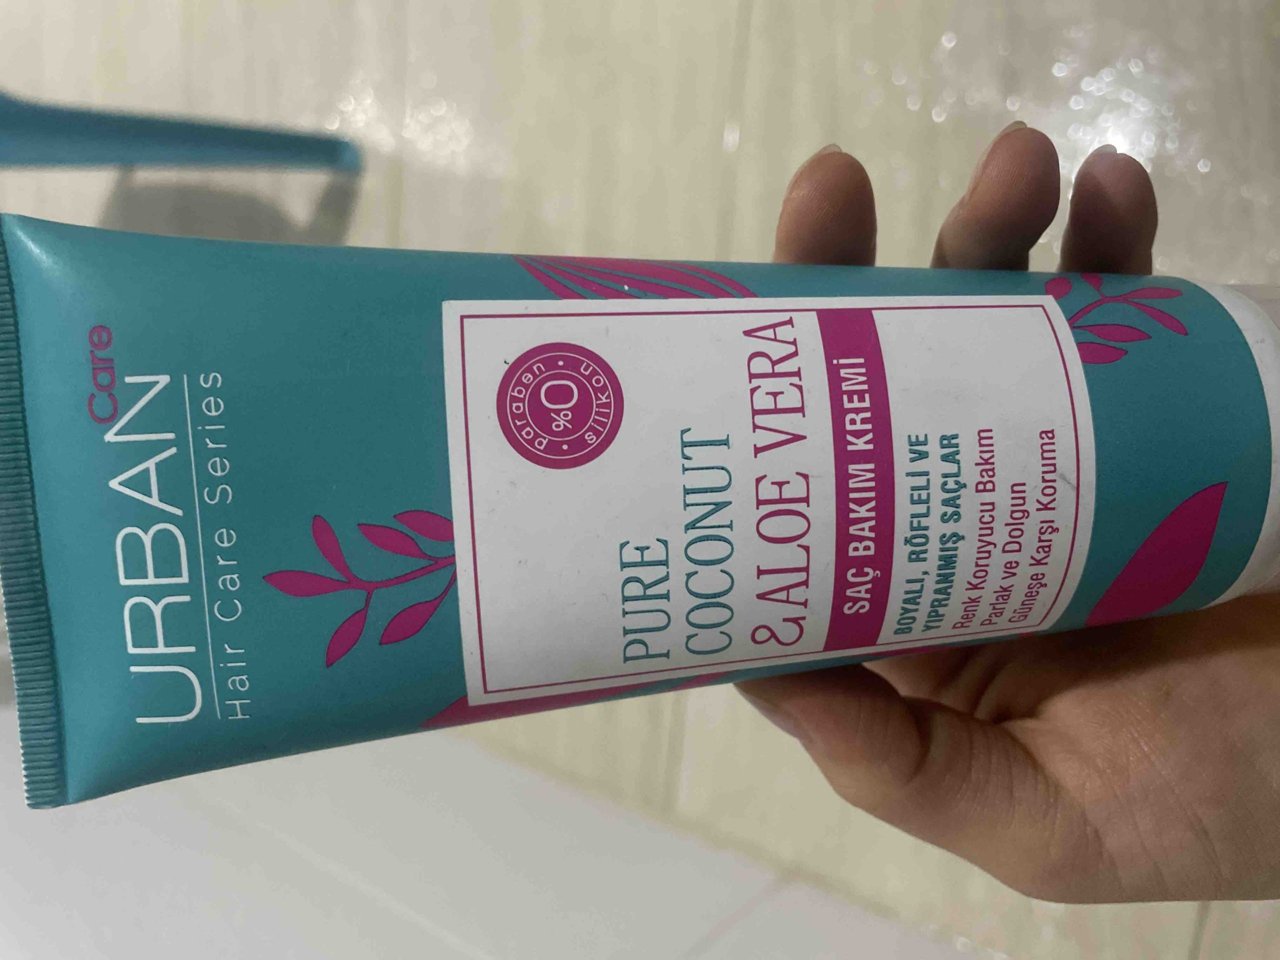 URBAN Care
Hair Care Series
paraben
%0
silikon
PURE
COCONUT
& ALOE VERA
SAÇ BAKIM KREMİ
BOYALI, RÖFLELİ VE
YIPRANMIŞ SAÇLAR
Renk Koruyucu Bakım
Parlak ve Dolgun
Güneşe Karşı Koruma